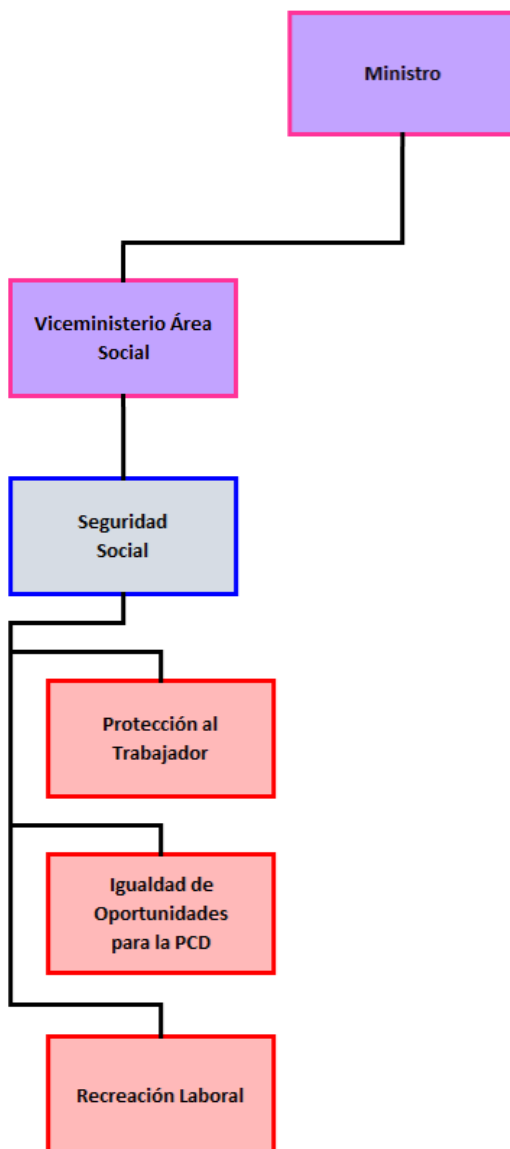 Ministro
Viceministerio Área
Social
Seguridad
Social
Protección al
Trabajador
Igualdad de
Oportunidades
para la PCD
Recreación Laboral